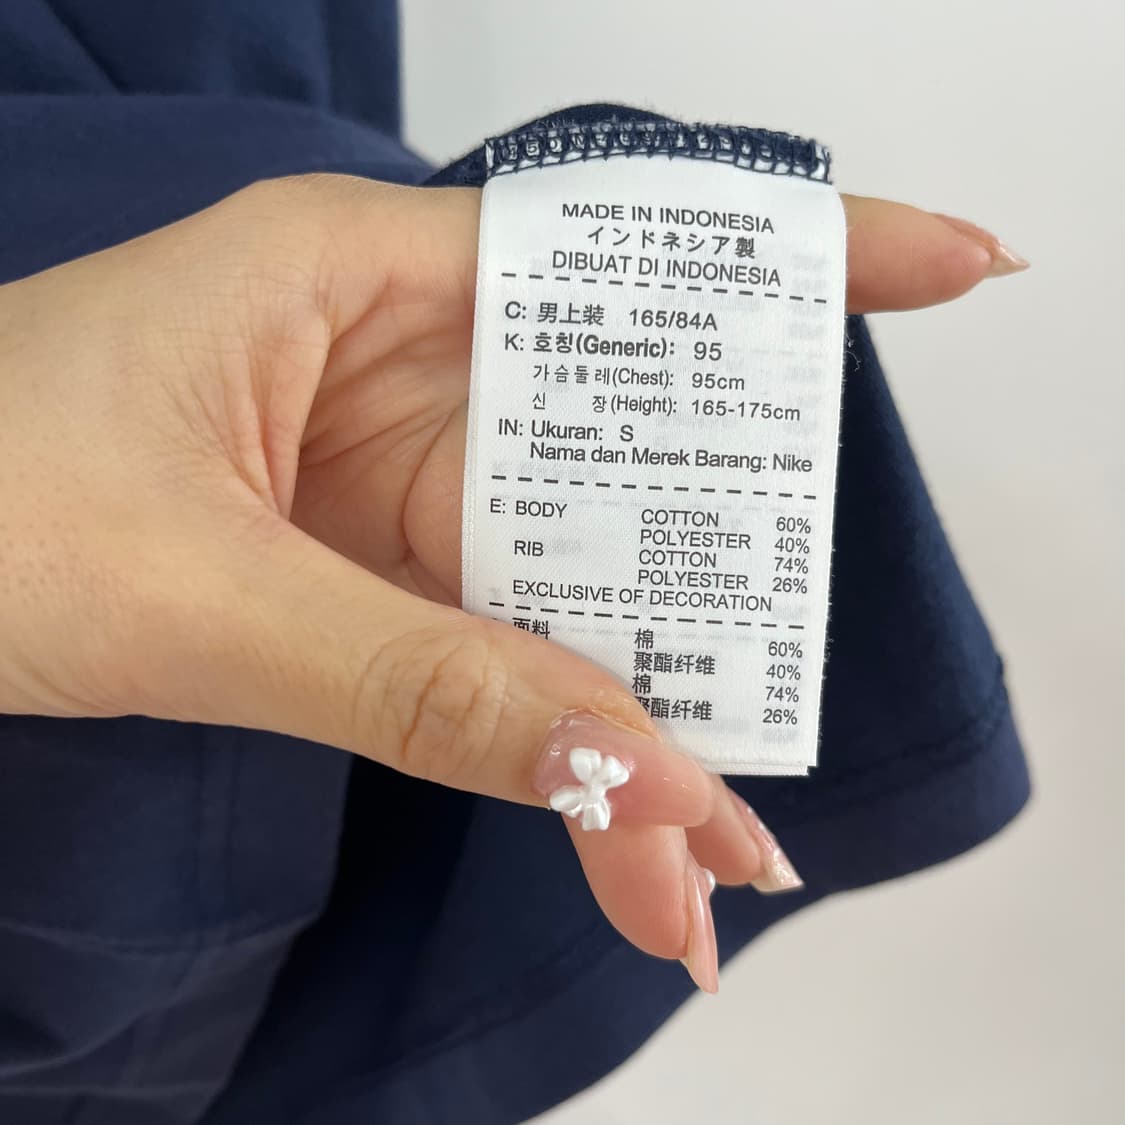 MADE IN INDONESIA
インドネシア製
DIBUAT DI INDONESIA
C: 男上装 165/84A
K: 호칭(Generic): 95
가슴둘레(Chest): 95cm
신 장(Height): 165-175cm
IN: Ukuran: S
Nama dan Merek Barang: Nike
E: BODY COTTON 60%
POLYESTER 40%
RIB COTTON 74%
POLYESTER 26%
EXCLUSIVE OF DECORATION
面料 棉 60%
聚酯纤维 40%
棉 74%
聚酯纤维 26%